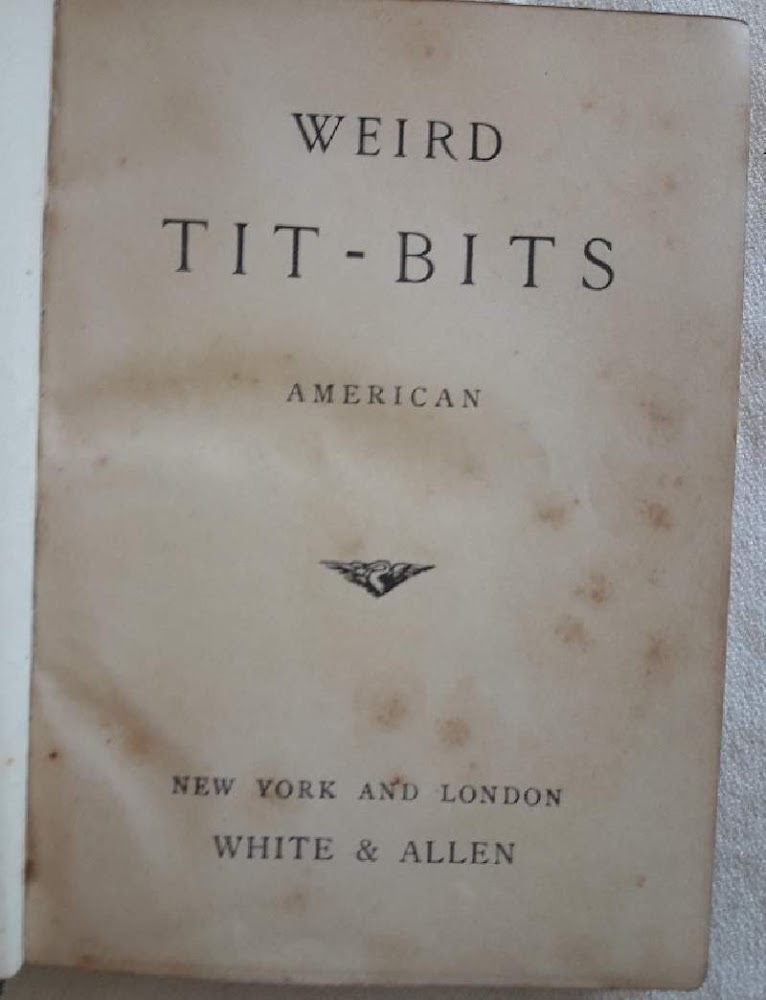 WEIRD
TIT-BITS
AMERICAN
NEW YORK AND LONDON
WHITE & ALLEN